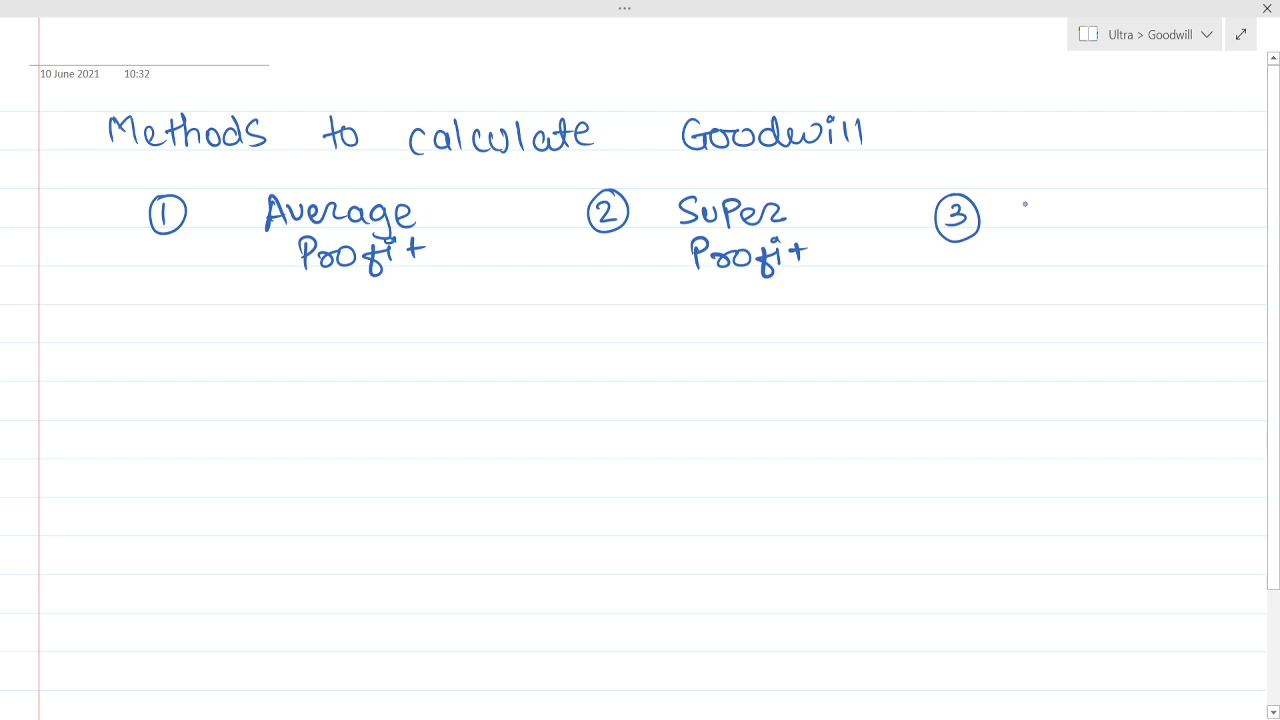 Ultra > Goodwill
10 June 2021 10:32
Methods to calculate Goodwill
① Average ② Super ③
Profit Profit